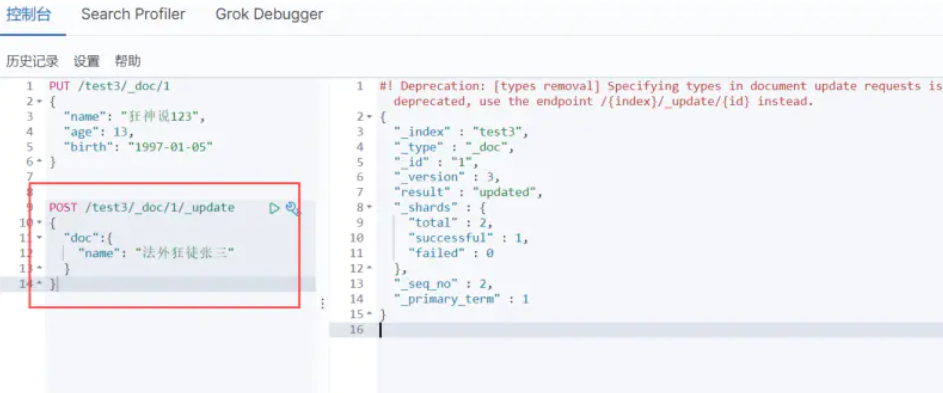 控制台 Search Profiler Grok Debugger
历史记录 设置 帮助
1 PUT /test3/_doc/1
2 {
3 "name": "狂神说123",
4 "age": 13,
5 "birth": "1997-01-05"
6 }
7
8
9 POST /test3/_doc/1/_update
10 {
11 "doc":{
12 "name": "法外狂徒张三"
13 }
14 }
1 #! Deprecation: [types removal] Specifying types in document update requests is
deprecated, use the endpoint /{index}/_update/{id} instead.
2 {
3 "_index" : "test3",
4 "_type" : "_doc",
5 "_id" : "1",
6 "_version" : 3,
7 "result" : "updated",
8 "_shards" : {
9 "total" : 2,
10 "successful" : 1,
11 "failed" : 0
12 },
13 "_seq_no" : 2,
14 "_primary_term" : 1
15 }
16